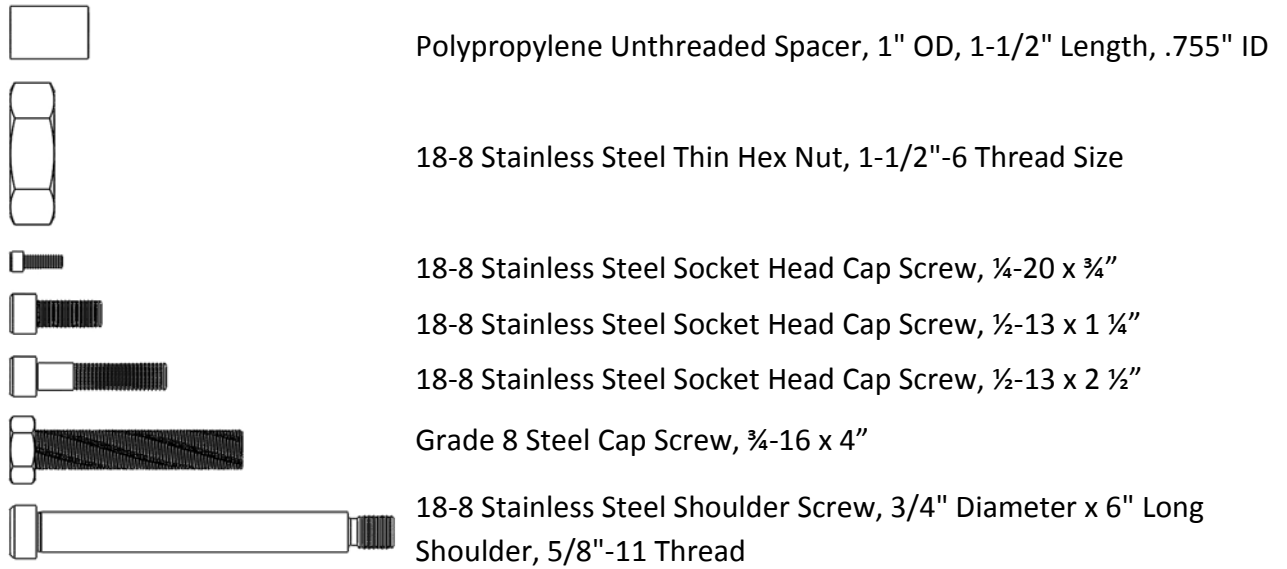 Polypropylene Unthreaded Spacer, 1" OD, 1-1/2" Length, .755" ID
18-8 Stainless Steel Thin Hex Nut, 1-1/2"-6 Thread Size
18-8 Stainless Steel Socket Head Cap Screw, ¼-20 x ¾”
18-8 Stainless Steel Socket Head Cap Screw, ½-13 x 1 ¼”
18-8 Stainless Steel Socket Head Cap Screw, ½-13 x 2 ½”
Grade 8 Steel Cap Screw, ¾-16 x 4”
18-8 Stainless Steel Shoulder Screw, 3/4" Diameter x 6" Long
Shoulder, 5/8"-11 Thread